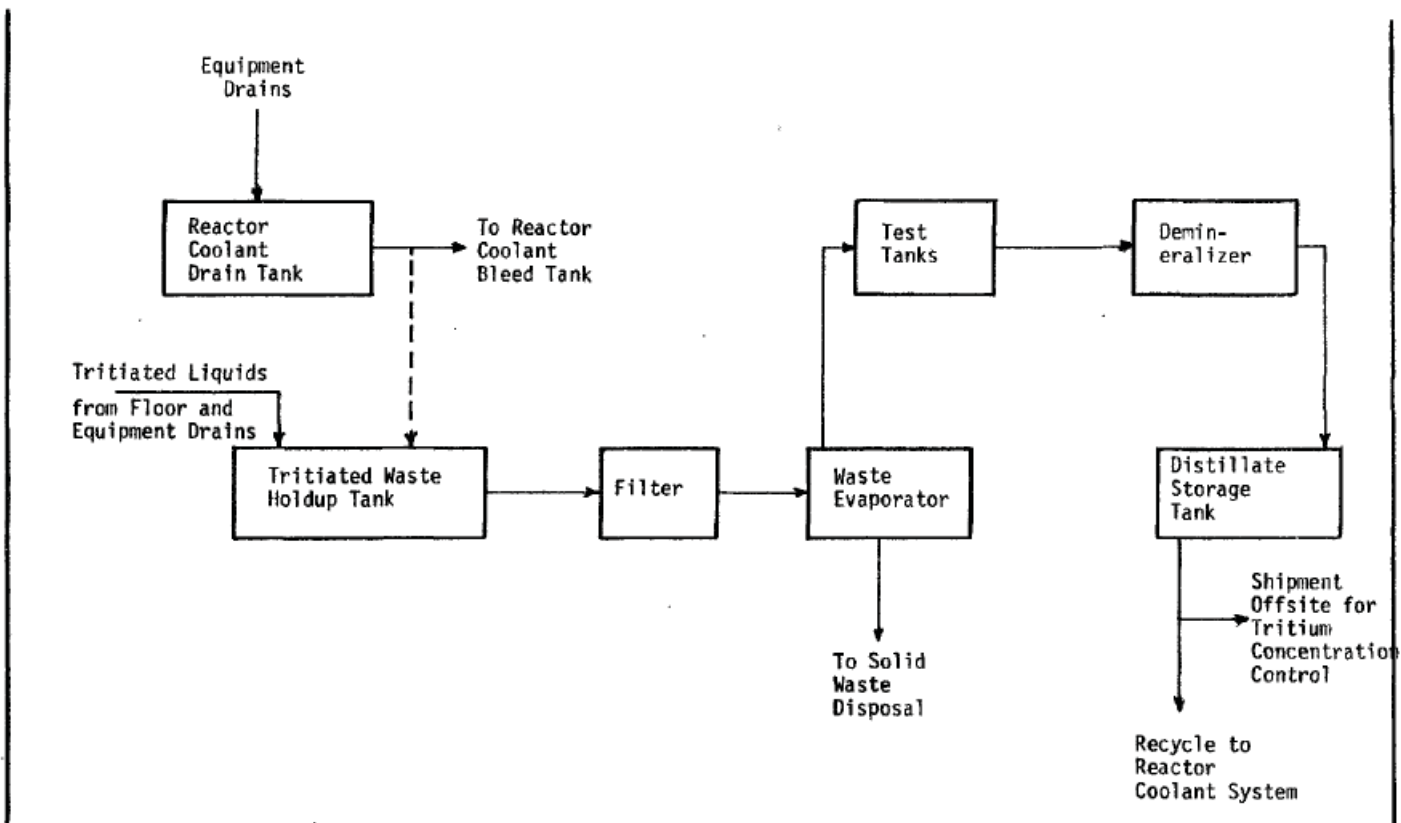 Equipment
Drains
Reactor
Coolant
Drain Tank
To Reactor
Coolant
Bleed Tank
Test
Tanks
Demin-
eralizer
Tritiated Liquids
from Floor and
Equipment Drains
Tritiated Waste
Holdup Tank
Filter
Waste
Evaporator
Distillate
Storage
Tank
Shipment
Offsite for
Tritium
Concentration
Control
To Solid
Waste
Disposal
Recycle to
Reactor
Coolant System